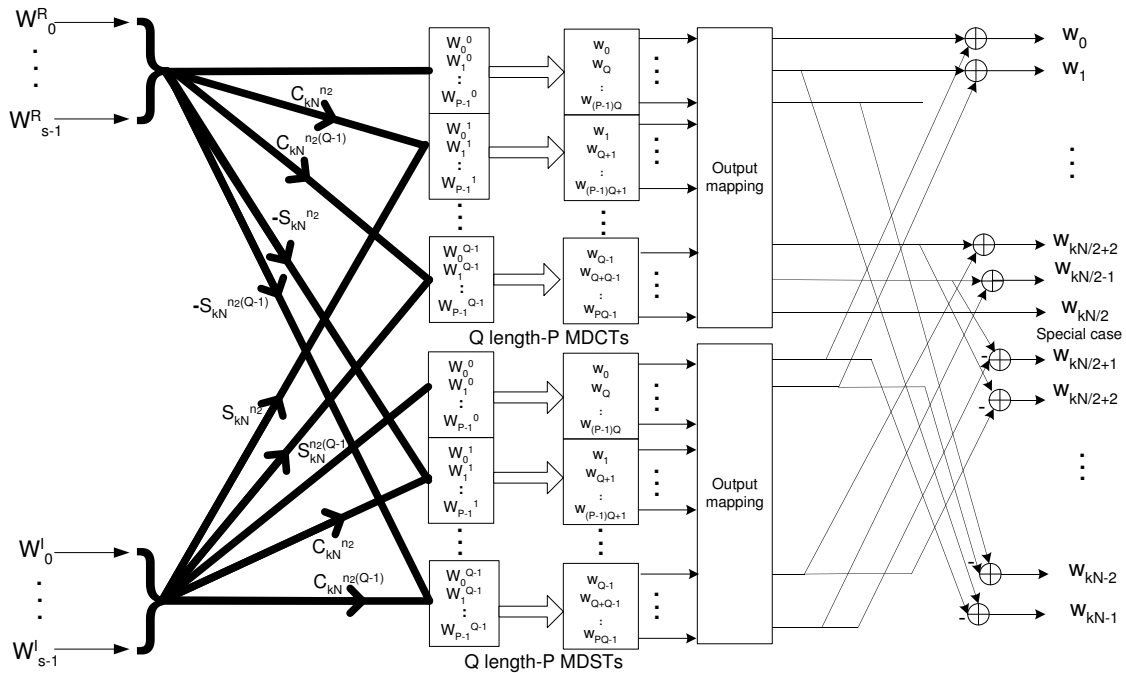 W^R_0
⋮
W^R_{s-1}
C_{kN}^{n_2}
C_{kN}^{n_2(Q-1)}
-S_{kN}^{n_2}
-S_{kN}^{n_2(Q-1)}
S_{kN}^{n_2}
S_{kN}^{n_2(Q-1)}
C_{kN}^{n_2}
C_{kN}^{n_2(Q-1)}
W^I_0
⋮
W^I_{s-1}
W_0^0
W_1^0
:
W_{P-1}^0
W_0^1
W_1^1
:
W_{P-1}^1
⋮
W_0^{Q-1}
W_1^{Q-1}
:
W_{P-1}^{Q-1}
w_0
w_Q
:
w_{(P-1)Q}
w_1
w_{Q+1}
:
w_{(P-1)Q+1}
⋮
w_{Q-1}
w_{Q+Q-1}
:
w_{PQ-1}
Q length-P MDCTs
W_0^0
W_1^0
:
W_{P-1}^0
W_0^1
W_1^1
:
W_{P-1}^1
⋮
W_0^{Q-1}
W_1^{Q-1}
:
W_{P-1}^{Q-1}
w_0
w_Q
:
w_{(P-1)Q}
w_1
w_{Q+1}
:
w_{(P-1)Q+1}
⋮
w_{Q-1}
w_{Q+Q-1}
:
w_{PQ-1}
Q length-P MDSTs
Output
mapping
Output
mapping
w_0
w_1
⋮
w_{kN/2+2}
w_{kN/2-1}
w_{kN/2}
Special case
- w_{kN/2+1}
- w_{kN/2+2}
⋮
- w_{kN-2}
- w_{kN-1}